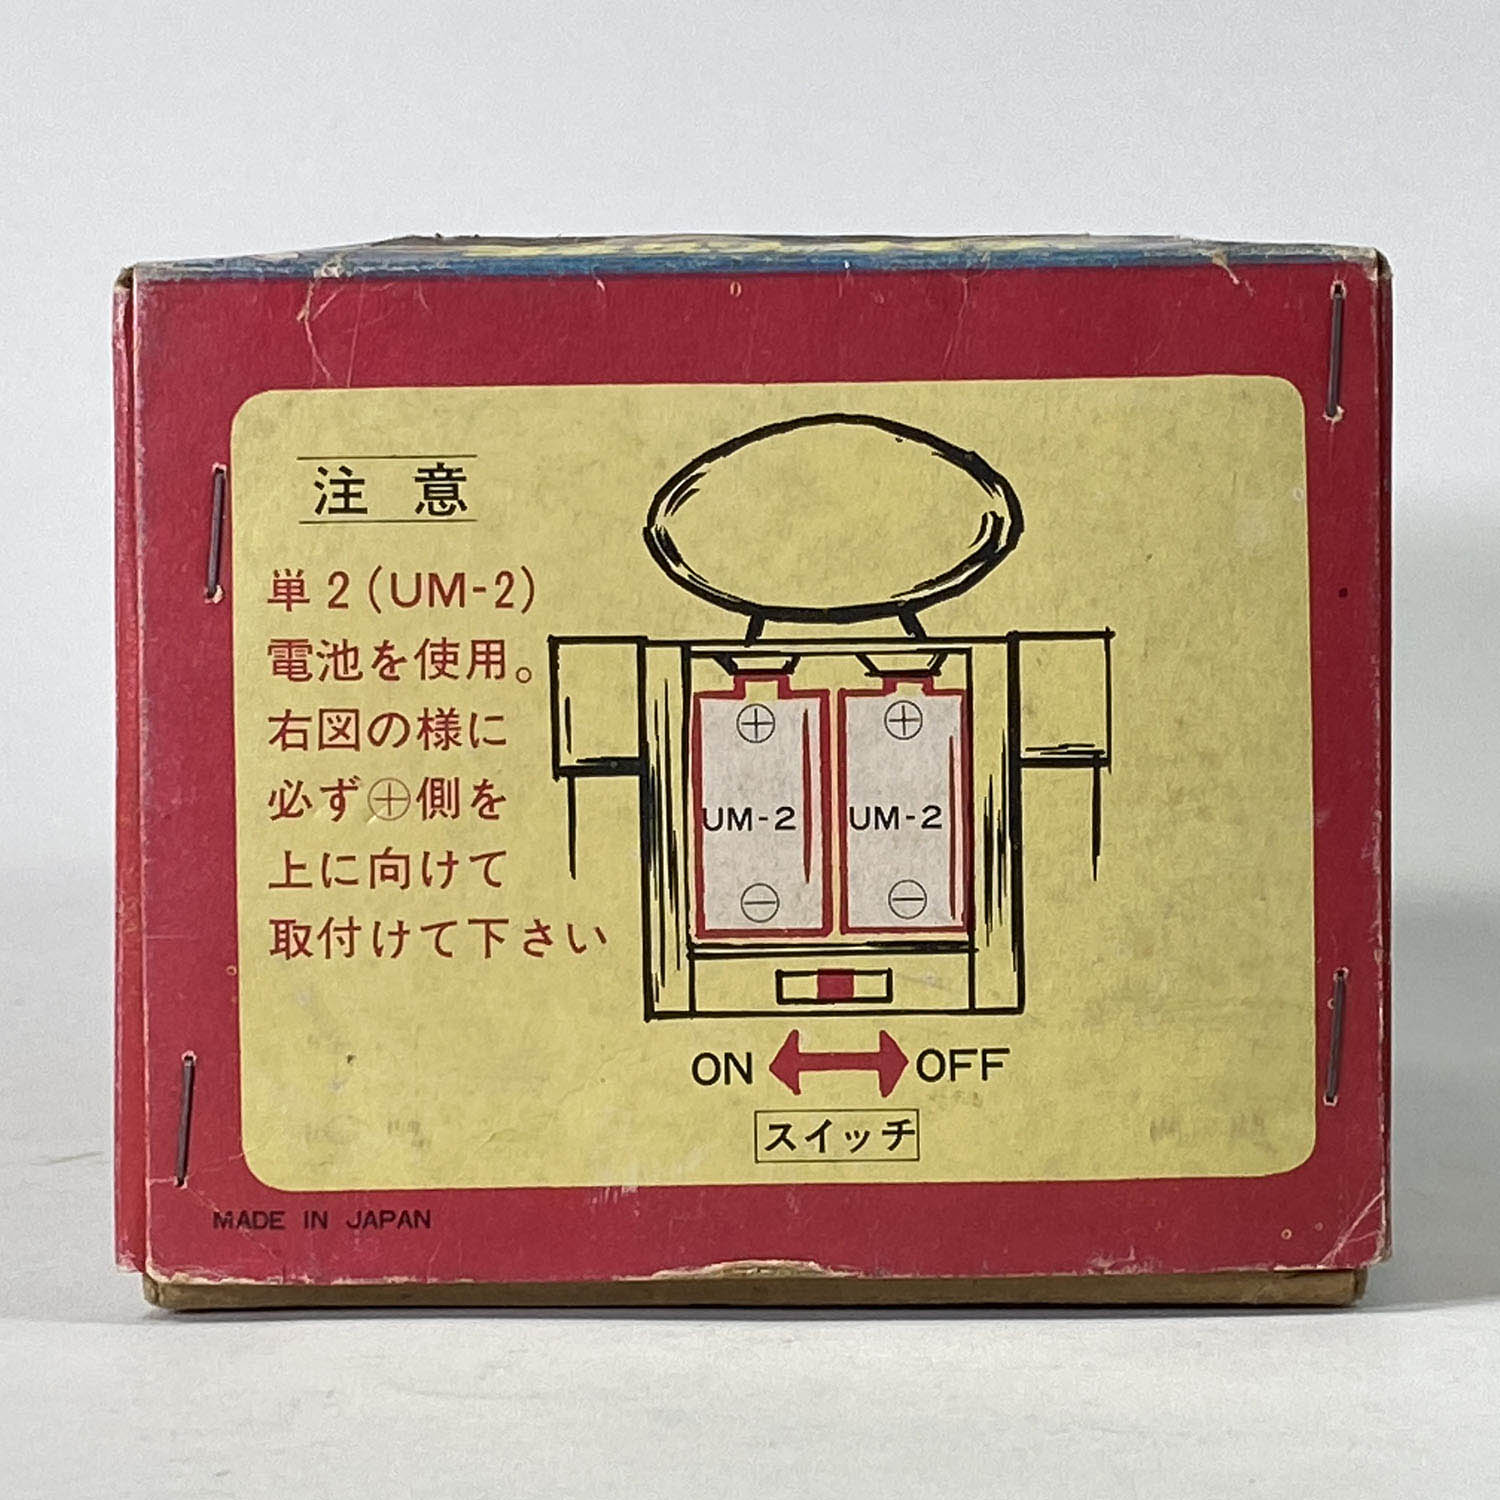 注意
単2(UM-2)
電池を使用。
右図の様に
必ず⊕側を
上に向けて
取付けて下さい
⊕ ⊕
UM-2 UM-2
⊖ ⊖
ON OFF
スイッチ
MADE IN JAPAN